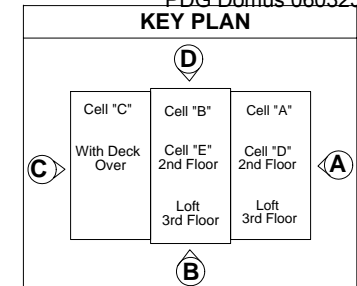 KEY PLAN
D
Cell "C"
With Deck
Over
Cell "B"
Cell "E"
2nd Floor
Loft
3rd Floor
Cell "A"
Cell "D"
2nd Floor
Loft
3rd Floor
C
A
B